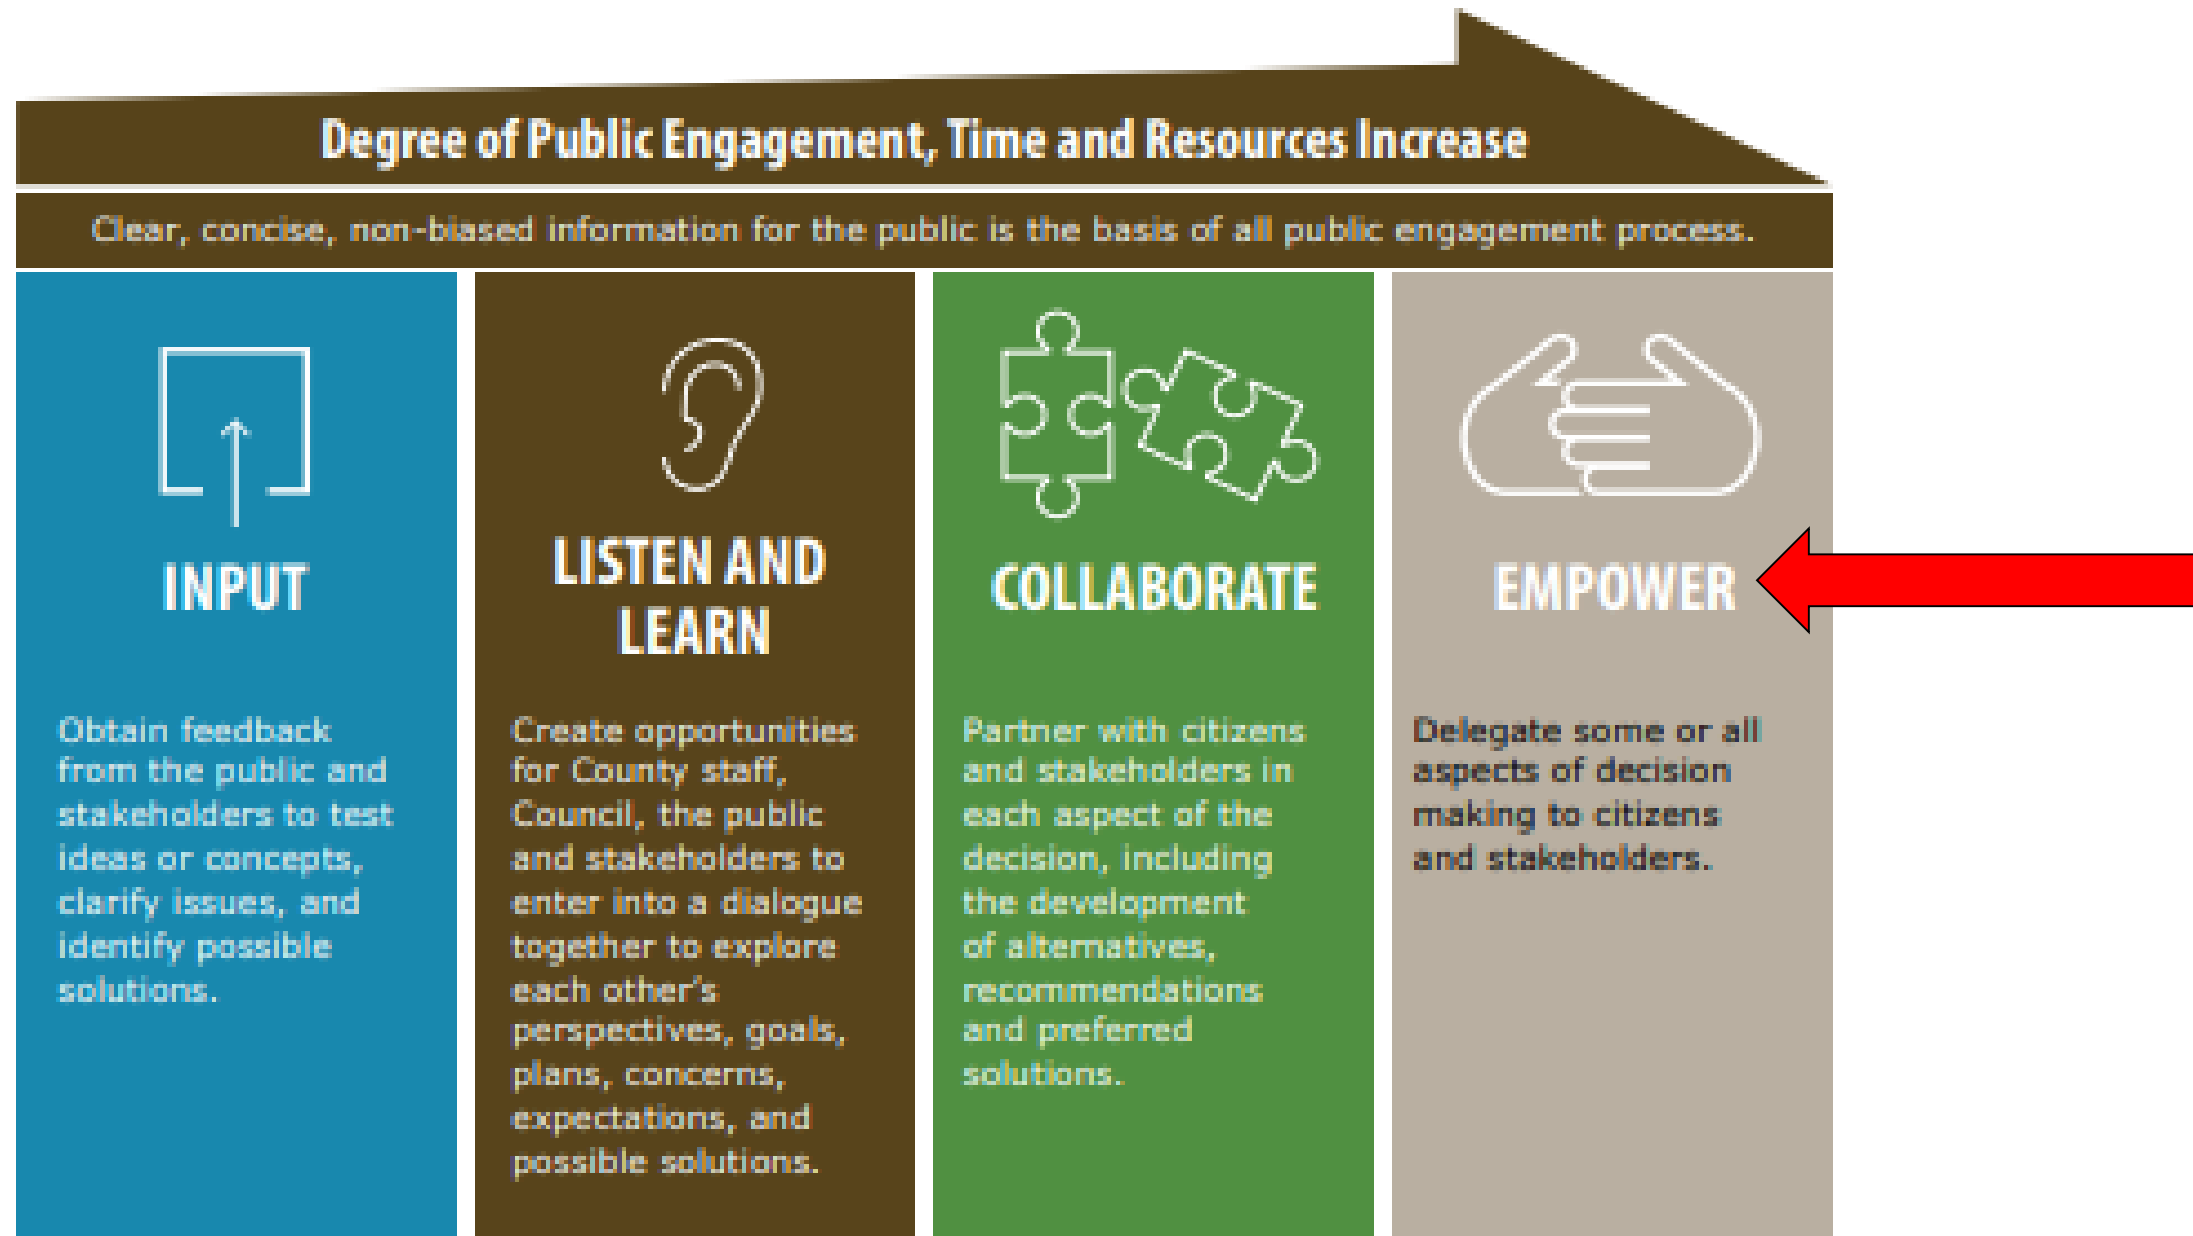 Degree of Public Engagement, Time and Resources Increase
Clear, concise, non-biased information for the public is the basis of all public engagement process.
INPUT
Obtain feedback
from the public and
stakeholders to test
ideas or concepts,
clarify issues, and
identify possible
solutions.
LISTEN AND
LEARN
Create opportunities
for County staff,
Council, the public
and stakeholders to
enter into a dialogue
together to explore
each other's
perspectives, goals,
plans, concerns,
expectations, and
possible solutions.
COLLABORATE
Partner with citizens
and stakeholders in
each aspect of the
decision, including
the development
of alternatives,
recommendations
and preferred
solutions.
EMPOWER
Delegate some or all
aspects of decision
making to citizens
and stakeholders.